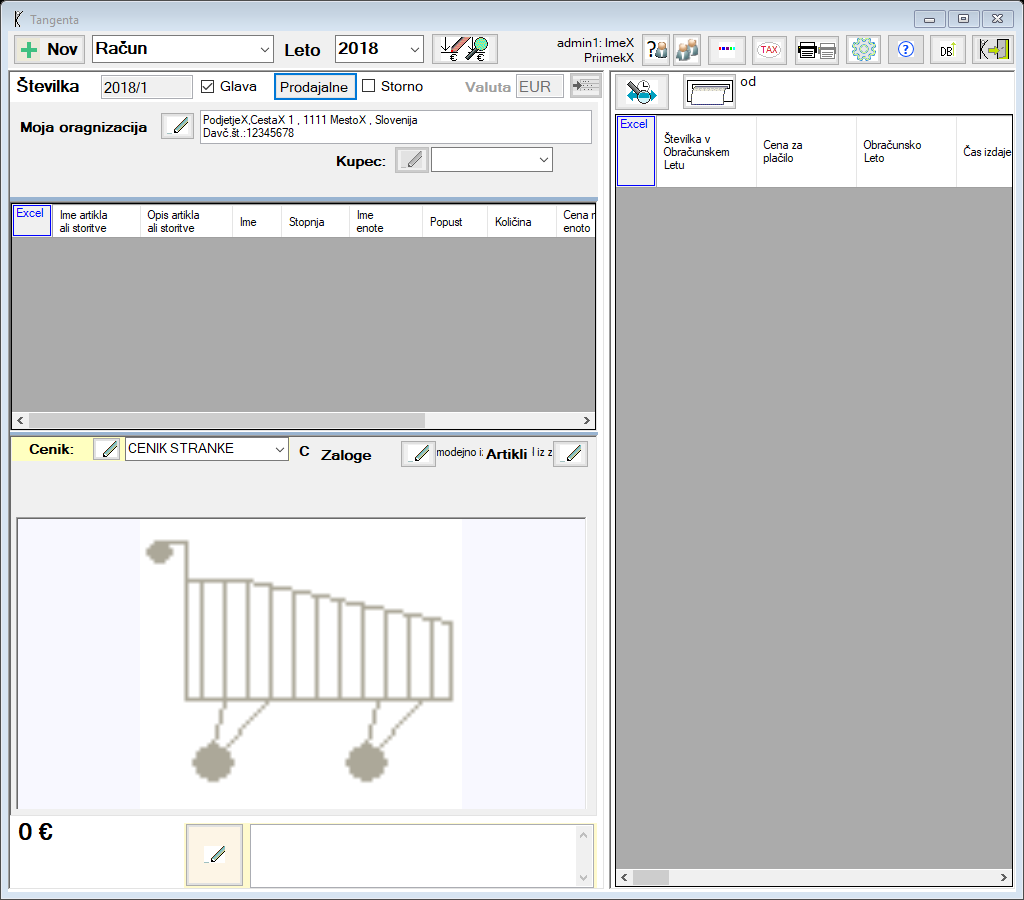 Tangenta
Nov
Račun
Leto
2018
admin1: ImeX
PriimekX
TAX
DB
Številka
2018/1
Glava
Prodajalne
Storno
Valuta
EUR
Moja oragnizacija
PodjetjeX,CestaX 1 , 1111 MestoX , Slovenija
Davč.št.:12345678
Kupec:
Excel
Ime artikla
ali storitve
Opis artikla
ali storitve
Ime
Stopnja
Ime
enote
Popust
Količina
Cena n
enoto
Cenik:
CENIK STRANKE
C
Zaloge
modejno i:
Artikli
l iz z
0 €
od
Excel
Številka v
Obračunskem
Letu
Cena za
plačilo
Obračunsko
Leto
Čas izdaje